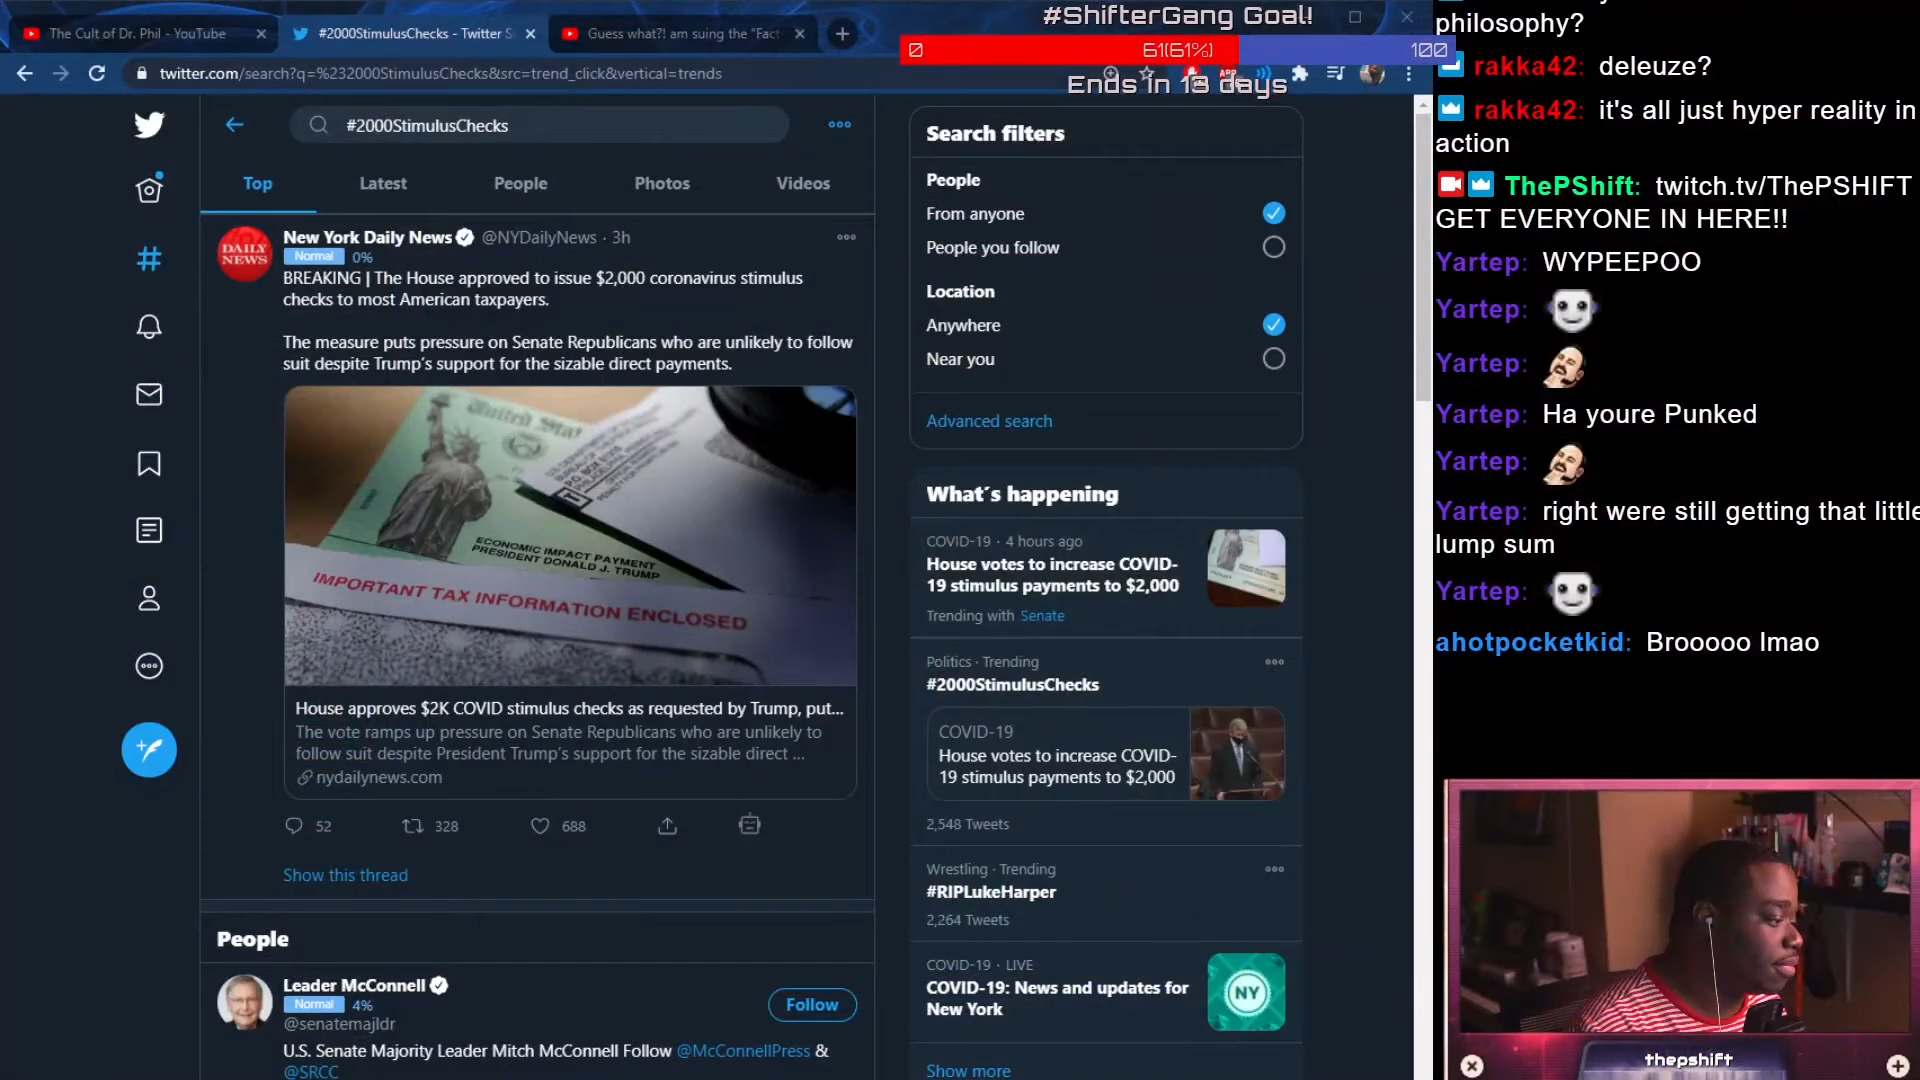 The Cult of Dr. Phil - YouTube
#2000StimulusChecks - Twitter S
Guess what?! am suing the "Fact
#ShifterGang Goal!
0 61(61%) 100
Ends in 13 days
twitter.com/search?q=%232000StimulusChecks&src=trend_click&vertical=trends
#2000StimulusChecks
Top Latest People Photos Videos
DAILY NEWS
New York Daily News @NYDailyNews · 3h
Normal 0%
BREAKING | The House approved to issue $2,000 coronavirus stimulus
checks to most American taxpayers.
The measure puts pressure on Senate Republicans who are unlikely to follow
suit despite Trump's support for the sizable direct payments.
United Stat
ECONOMIC IMPACT PAYMENT
PRESIDENT DONALD J. TRUMP
IMPORTANT TAX INFORMATION ENCLOSED
House approves $2K COVID stimulus checks as requested by Trump, put...
The vote ramps up pressure on Senate Republicans who are unlikely to
follow suit despite President Trump's support for the sizable direct ...
nydailynews.com
52 328 688
Show this thread
People
Leader McConnell
Normal 4%
@senatemajldr
Follow
U.S. Senate Majority Leader Mitch McConnell Follow @McConnellPress &
@SRCC
Search filters
People
From anyone
People you follow
Location
Anywhere
Near you
Advanced search
What's happening
COVID-19 · 4 hours ago
House votes to increase COVID-
19 stimulus payments to $2,000
Trending with Senate
Politics · Trending
#2000StimulusChecks
COVID-19
House votes to increase COVID-
19 stimulus payments to $2,000
2,548 Tweets
Wrestling · Trending
#RIPLukeHarper
2,264 Tweets
COVID-19 · LIVE
COVID-19: News and updates for
New York
NY
Show more
philosophy?
rakka42: deleuze?
rakka42: it's all just hyper reality in
action
ThePShift: twitch.tv/ThePSHIFT
GET EVERYONE IN HERE!!
Yartep: WYPEEPOO
Yartep:
Yartep:
Yartep: Ha youre Punked
Yartep:
Yartep: right were still getting that little
lump sum
Yartep:
ahotpocketkid: Brooooo lmao
thepshift